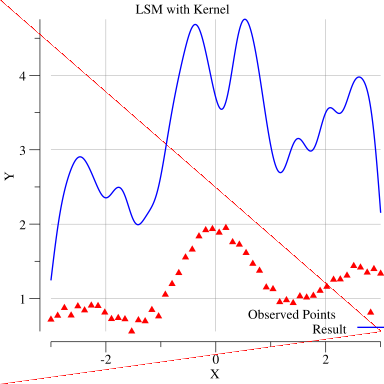 LSM with Kernel
4
3
2
1
Y
Observed Points
Result
-2
0
2
X